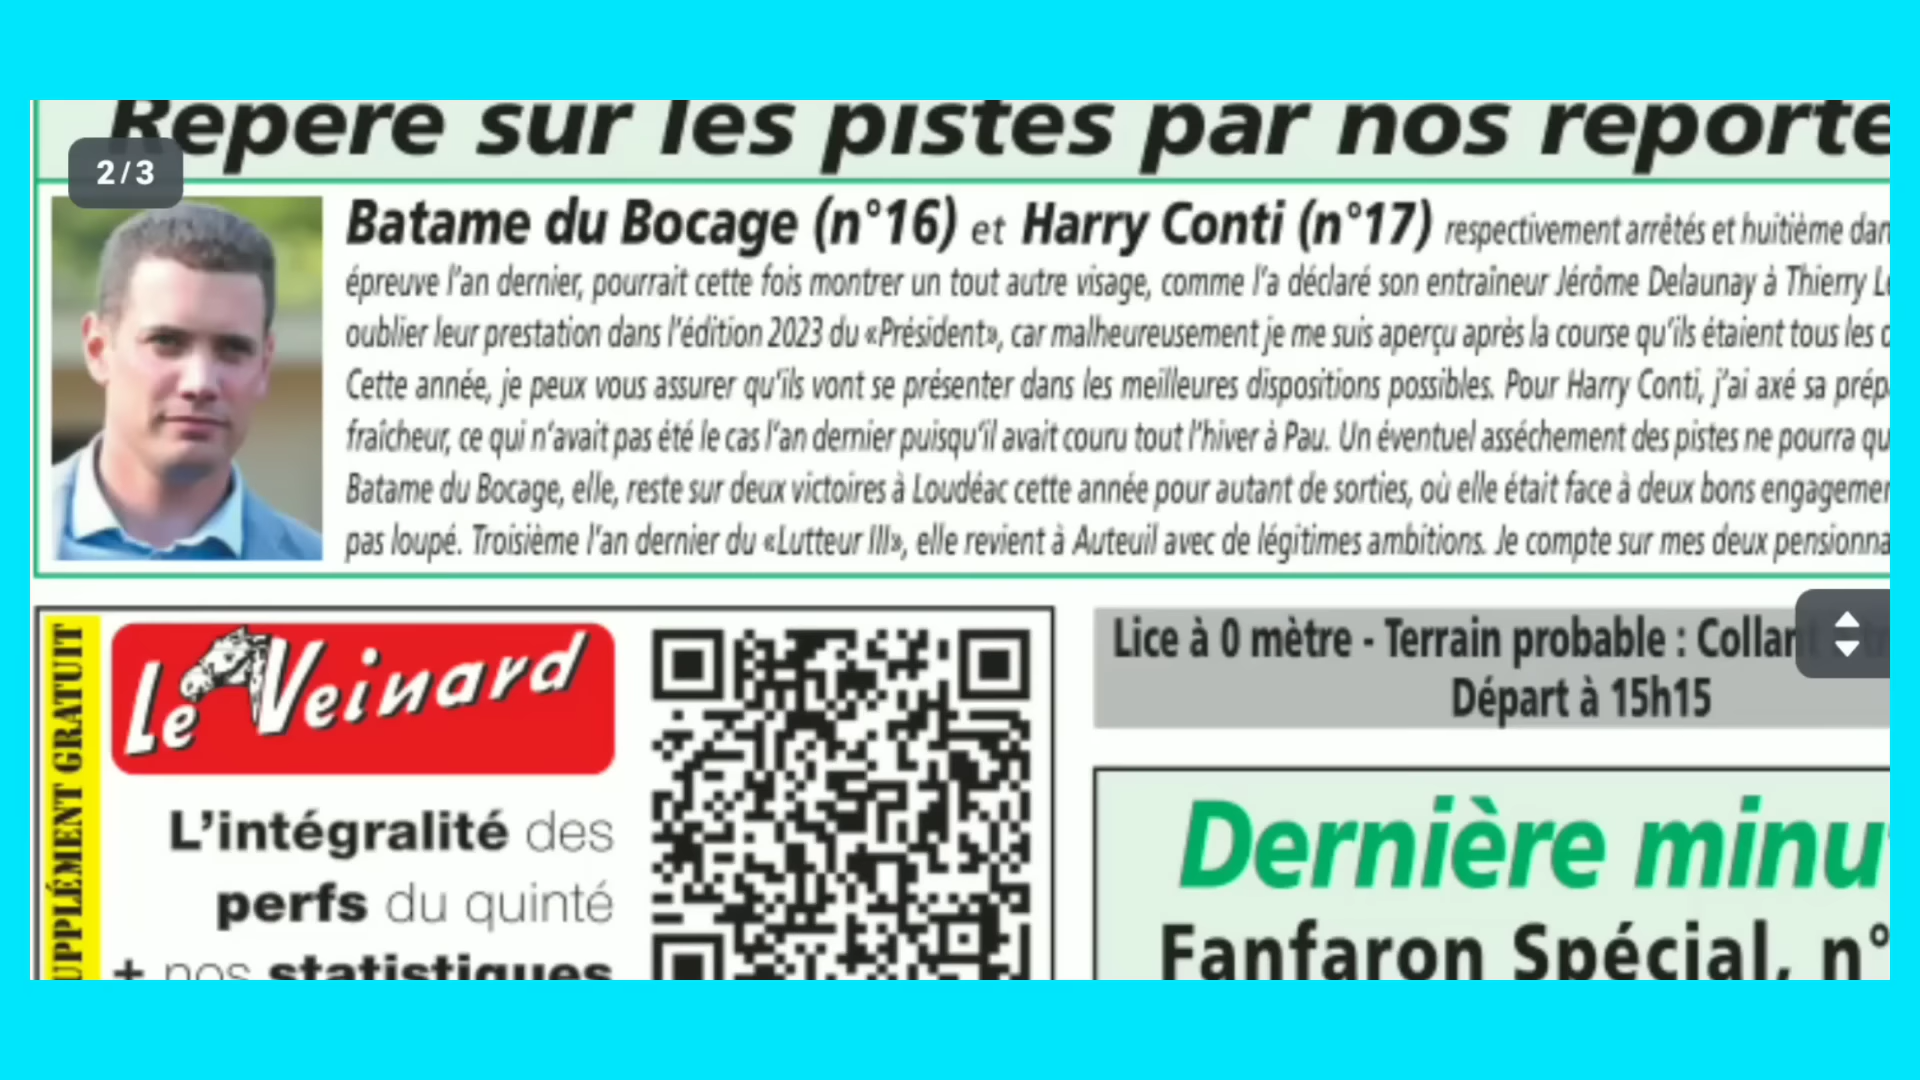 Repéré sur les pistes par nos reporte
2/3
Batame du Bocage (n°16) et Harry Conti (n°17) respectivement arrêtés et huitième dan
épreuve l'an dernier, pourrait cette fois montrer un tout autre visage, comme l'a déclaré son entraîneur Jérôme Delaunay à Thierry Le
oublier leur prestation dans l'édition 2023 du «Président», car malheureusement je me suis aperçu après la course qu'ils étaient tous les d
Cette année, je peux vous assurer qu'ils vont se présenter dans les meilleures dispositions possibles. Pour Harry Conti, j'ai axé sa prép
fraîcheur, ce qui n'avait pas été le cas l'an dernier puisqu'il avait couru tout l'hiver à Pau. Un éventuel asséchement des pistes ne pourra qu
Batame du Bocage, elle, reste sur deux victoires à Loudéac cette année pour autant de sorties, où elle était face à deux bons engagemen
pas loupé. Troisième l'an dernier du «Lutteur III», elle revient à Auteuil avec de légitimes ambitions. Je compte sur mes deux pensionna
UPPLÉMENT GRATUIT
Le Veinard
L'intégralité des
perfs du quinté
+ nos statistiques
Lice à 0 mètre - Terrain probable : Collan
Départ à 15h15
Dernière minut
Fanfaron Spécial, n°